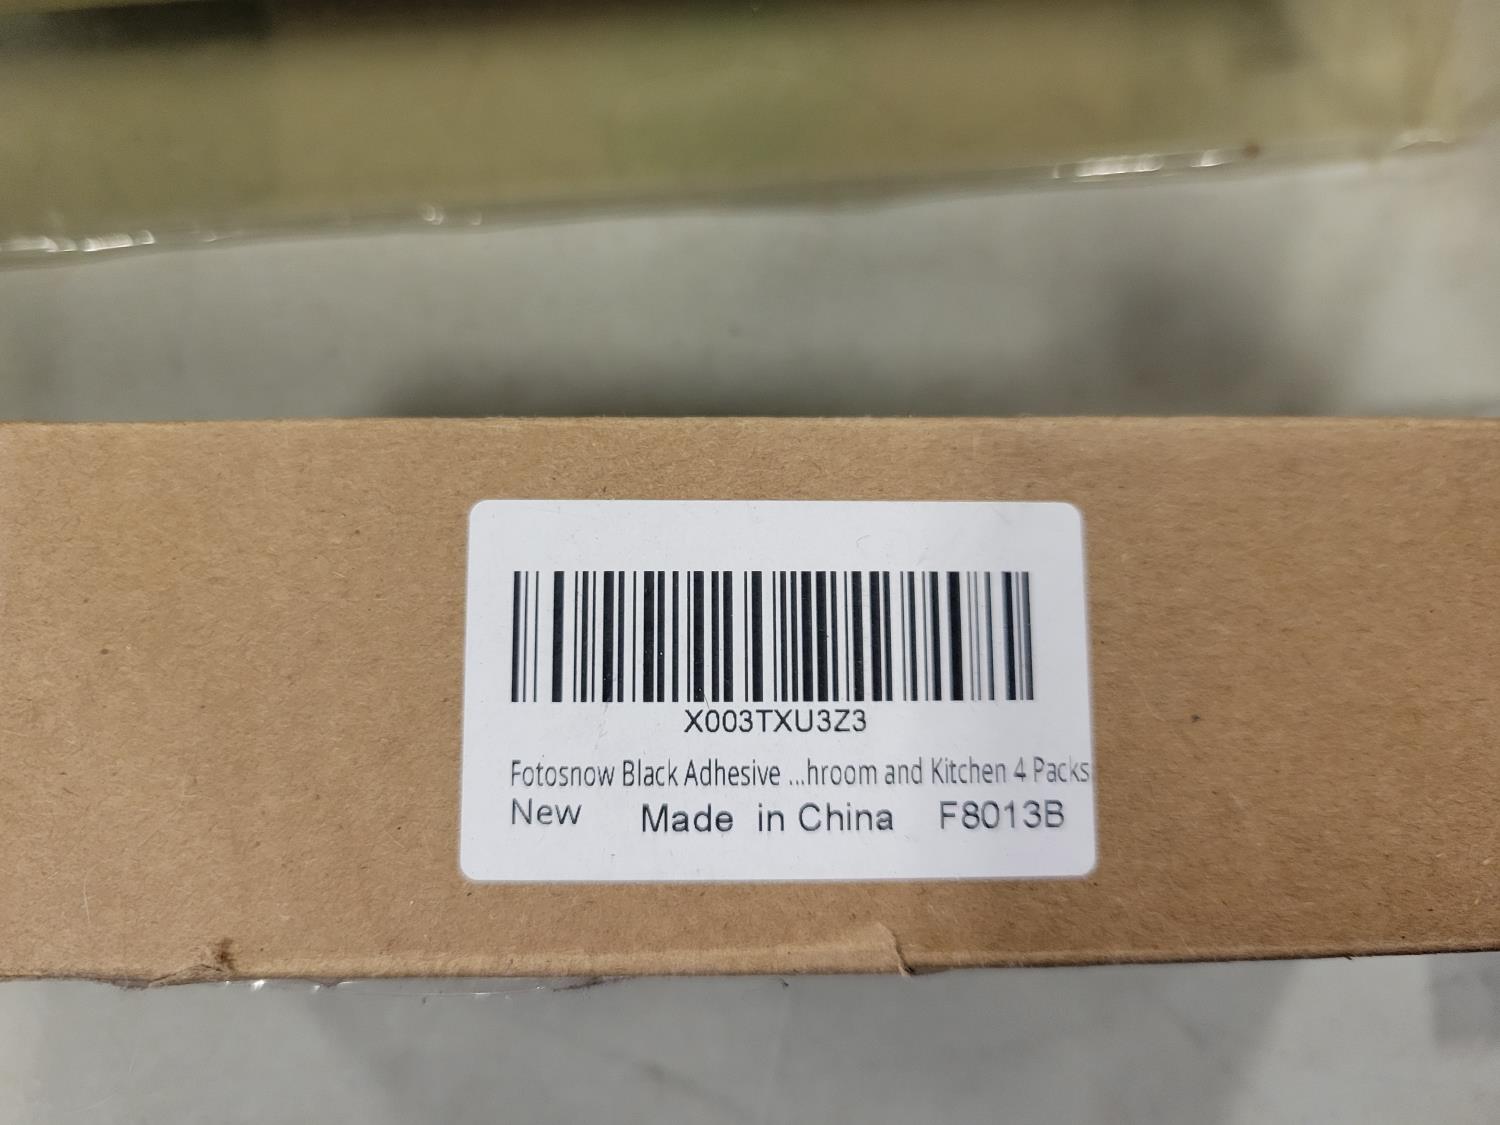 X003TXU3Z3
Fotosnow Black Adhesive ...hroom and Kitchen 4 Packs
New Made in China F8013B